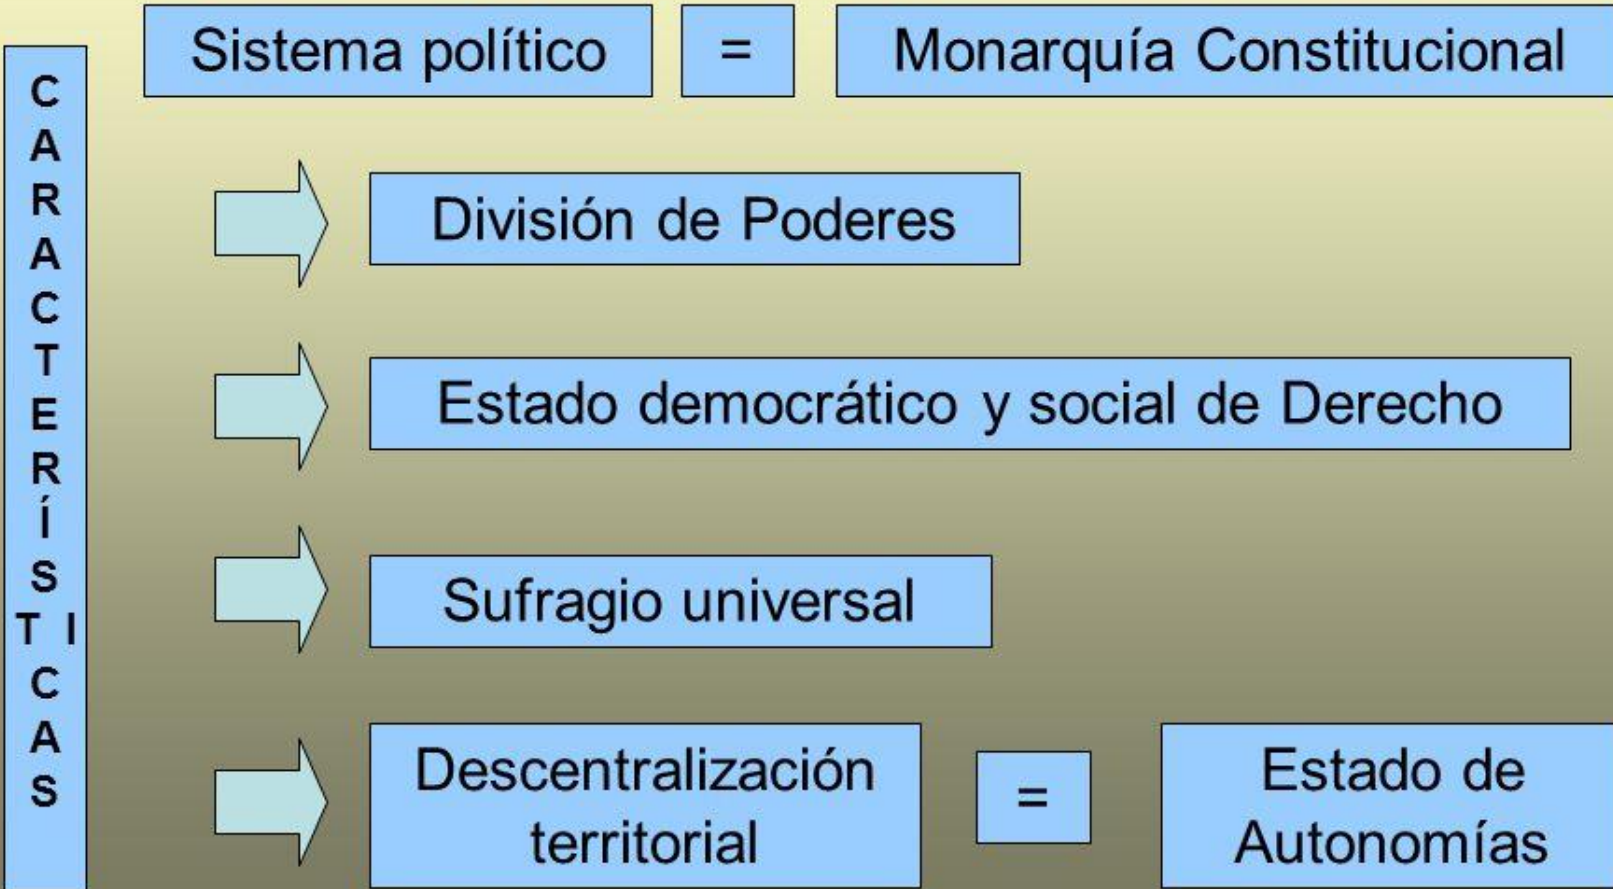 Sistema político = Monarquía Constitucional
C
A
R
A
C
T
E
R
Í
S
T I
C
A
S
División de Poderes
Estado democrático y social de Derecho
Sufragio universal
Descentralización
territorial
=
Estado de
Autonomías